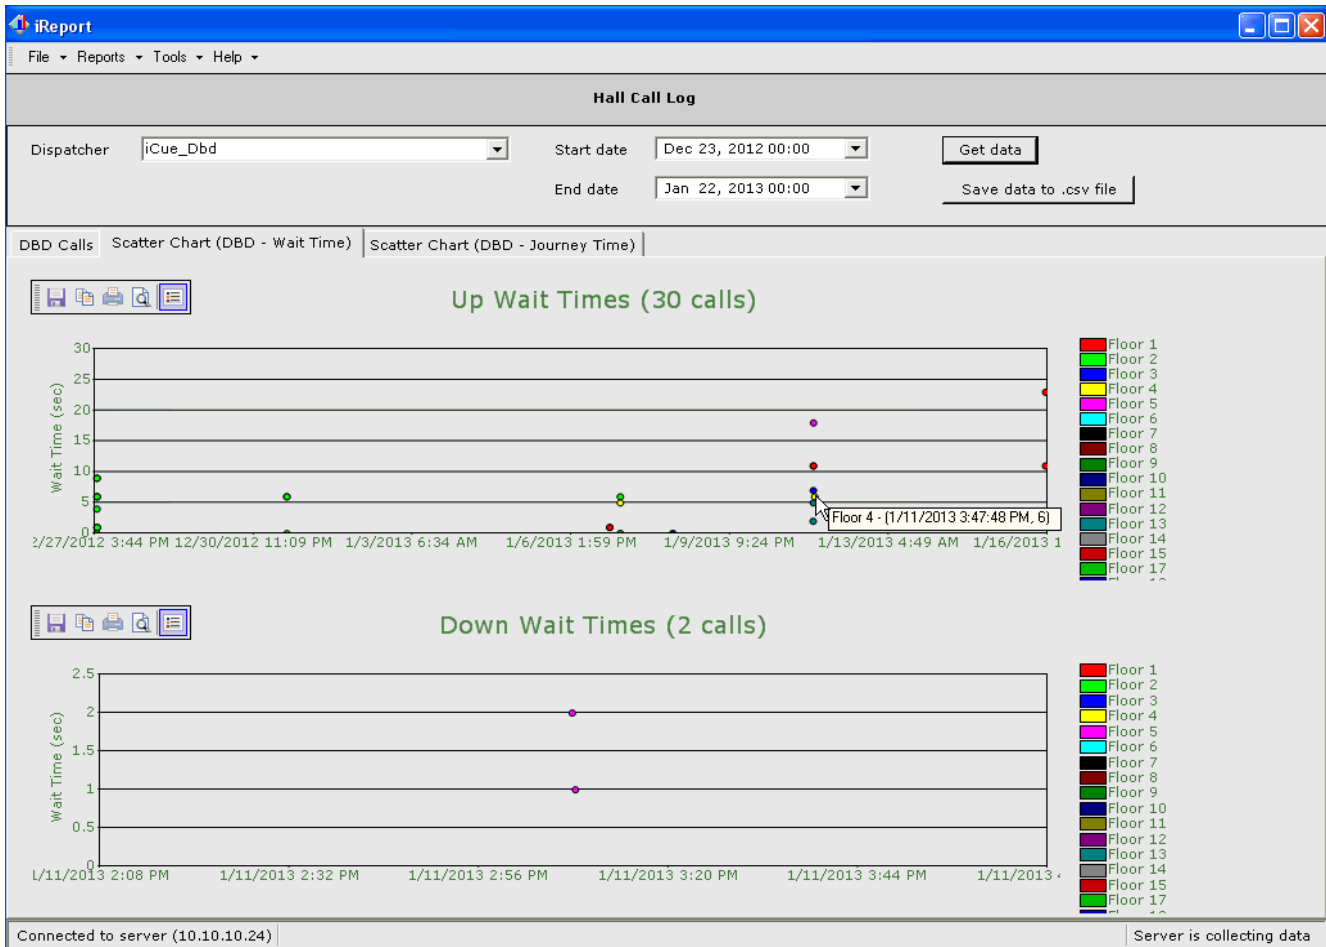 iReport
File Reports Tools Help
Hall Call Log
Dispatcher iCue_Dbd Start date Dec 23, 2012 00:00 Get data
End date Jan 22, 2013 00:00 Save data to .csv file
DBD Calls Scatter Chart (DBD - Wait Time) Scatter Chart (DBD - Journey Time)
Up Wait Times (30 calls)
Wait Time (sec)
30
25
20
15
10
5
0
2/27/2012 3:44 PM 12/30/2012 11:09 PM 1/3/2013 6:34 AM 1/6/2013 1:59 PM 1/9/2013 9:24 PM 1/13/2013 4:49 AM 1/16/2013 1
Floor 4 - (1/11/2013 3:47:48 PM, 6)
Floor 1
Floor 2
Floor 3
Floor 4
Floor 5
Floor 6
Floor 7
Floor 8
Floor 9
Floor 10
Floor 11
Floor 12
Floor 13
Floor 14
Floor 15
Floor 17
Down Wait Times (2 calls)
Wait Time (sec)
2.5
2
1.5
1
0.5
0
1/11/2013 2:08 PM 1/11/2013 2:32 PM 1/11/2013 2:56 PM 1/11/2013 3:20 PM 1/11/2013 3:44 PM 1/11/2013
Floor 1
Floor 2
Floor 3
Floor 4
Floor 5
Floor 6
Floor 7
Floor 8
Floor 9
Floor 10
Floor 11
Floor 12
Floor 13
Floor 14
Floor 15
Floor 17
Connected to server (10.10.10.24) Server is collecting data